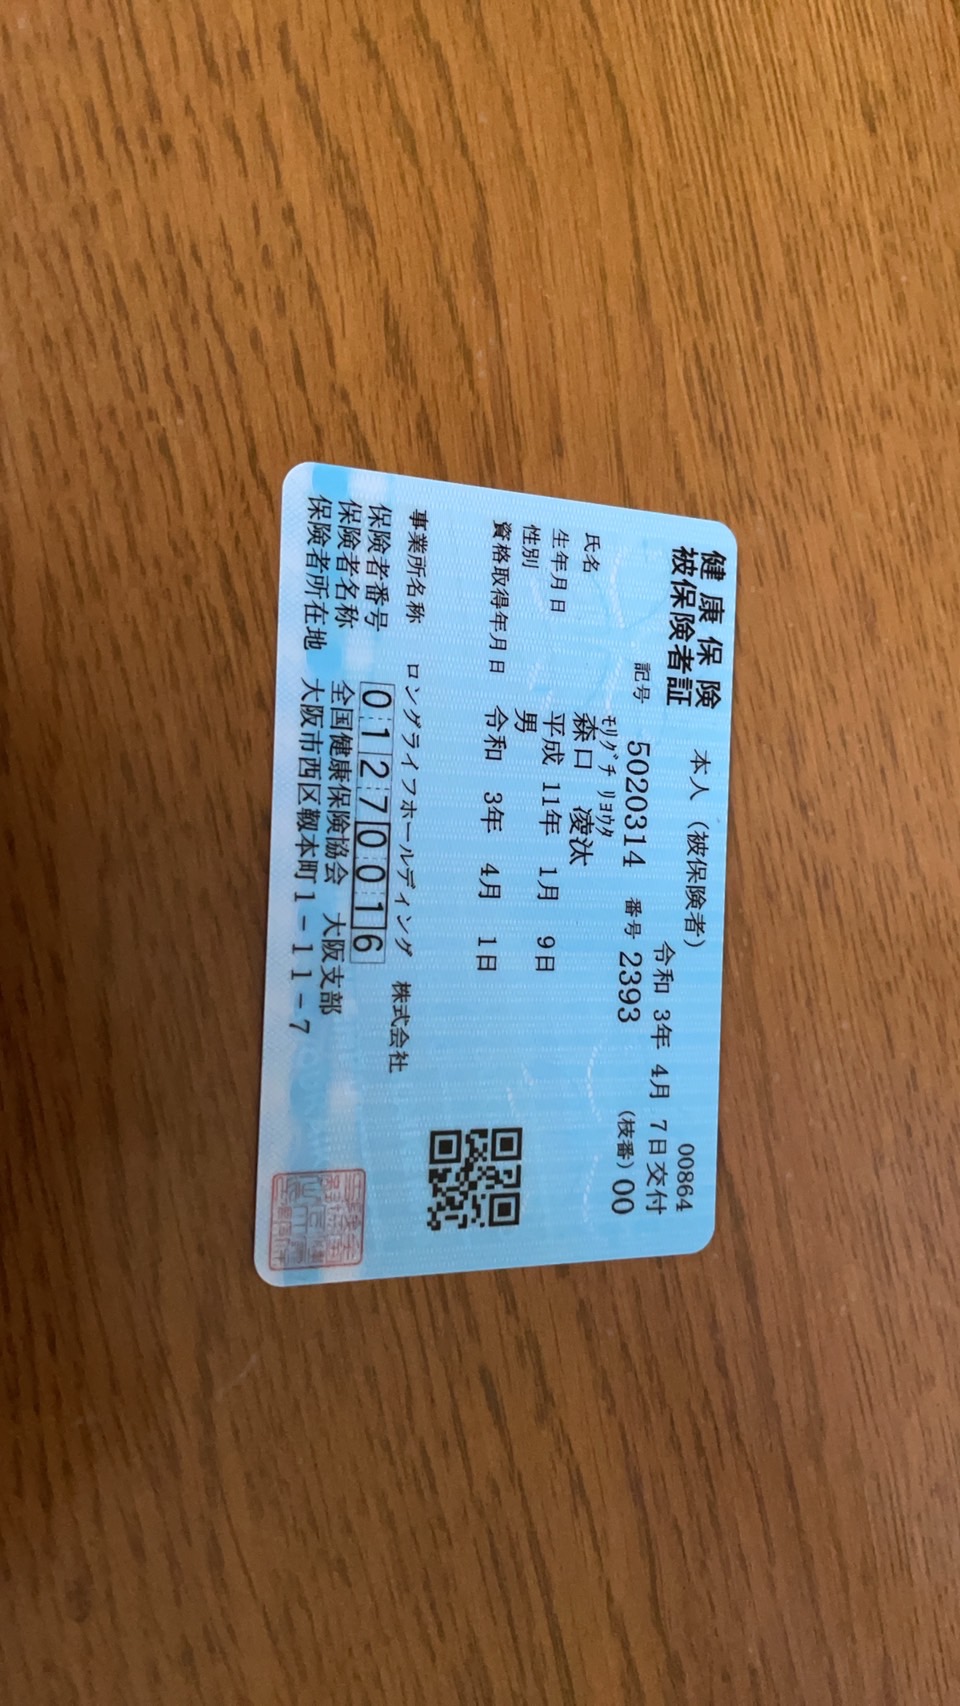 健康保険 本人（被保険者） 00864
被保険者証 令和 3年 4月 7日交付
記号 5020314 番号 2393 (枝番) 00
ﾓﾘｸﾞﾁ ﾘｮｳﾀ
氏名 森口 凌汰
生年月日 平成 11年 1月 9日
性別 男
資格取得年月日 令和 3年 4月 1日
事業所名称 ロングライフホールディング 株式会社
保険者番号 01270016
保険者名称 全国健康保険協会 大阪支部
保険者所在地 大阪市西区靱本町1-11-7